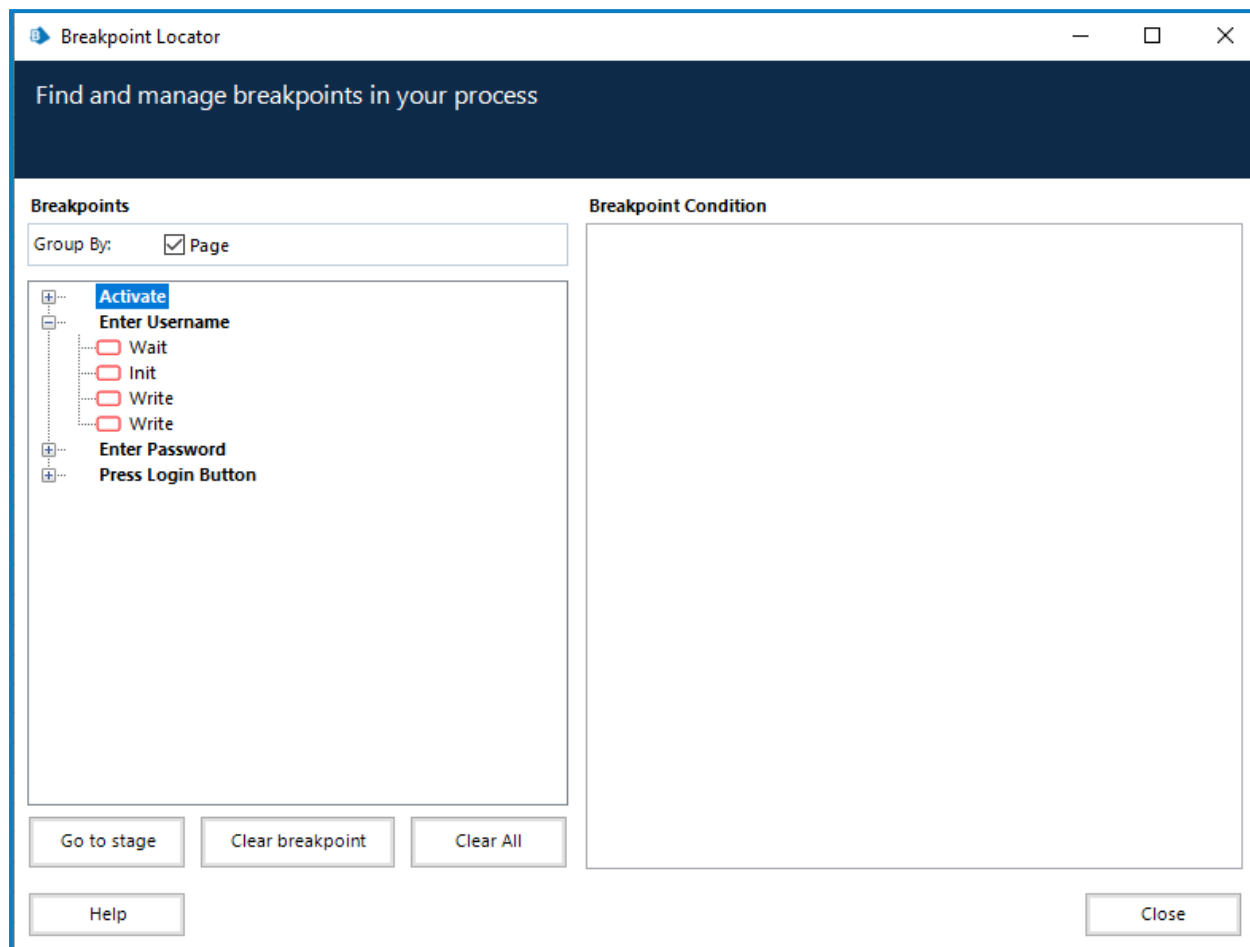 Breakpoint Locator
Find and manage breakpoints in your process
Breakpoints
Group By: Page
Activate
Enter Username
Wait
Init
Write
Write
Enter Password
Press Login Button
Go to stage Clear breakpoint Clear All
Breakpoint Condition
Help Close